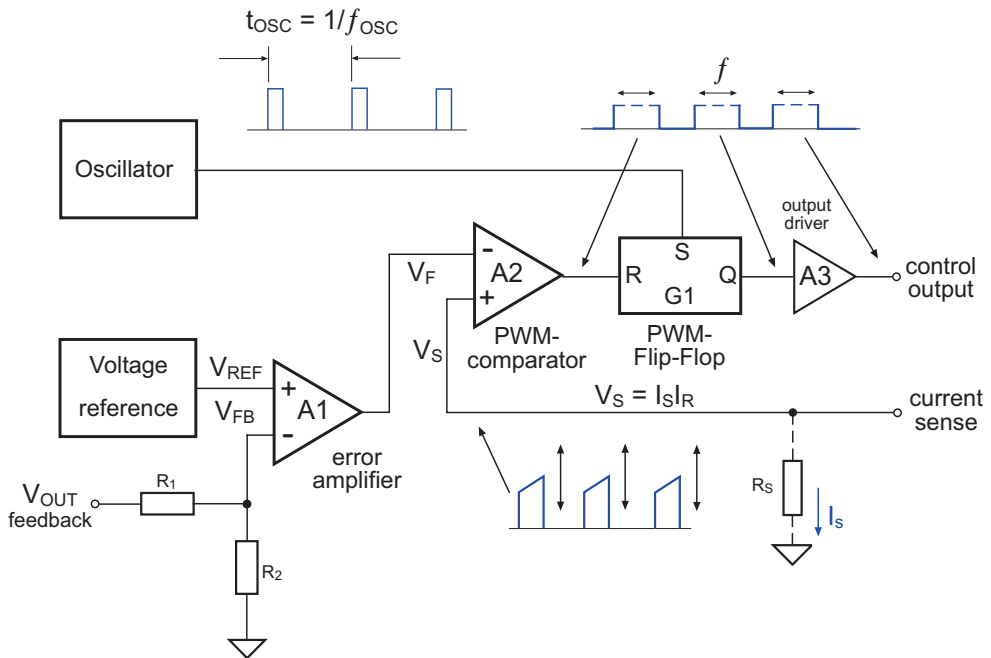 tOSC = 1/fOSC
f
Oscillator
output
driver
S
R
Q
G1
-
A2
+
A3
control
output
VF
VS
PWM-
comparator
PWM-
Flip-Flop
Voltage
reference
VREF
VFB
+
A1
-
error
amplifier
VS = ISIR
current
sense
VOUT
feedback
R1
R2
RS
Is